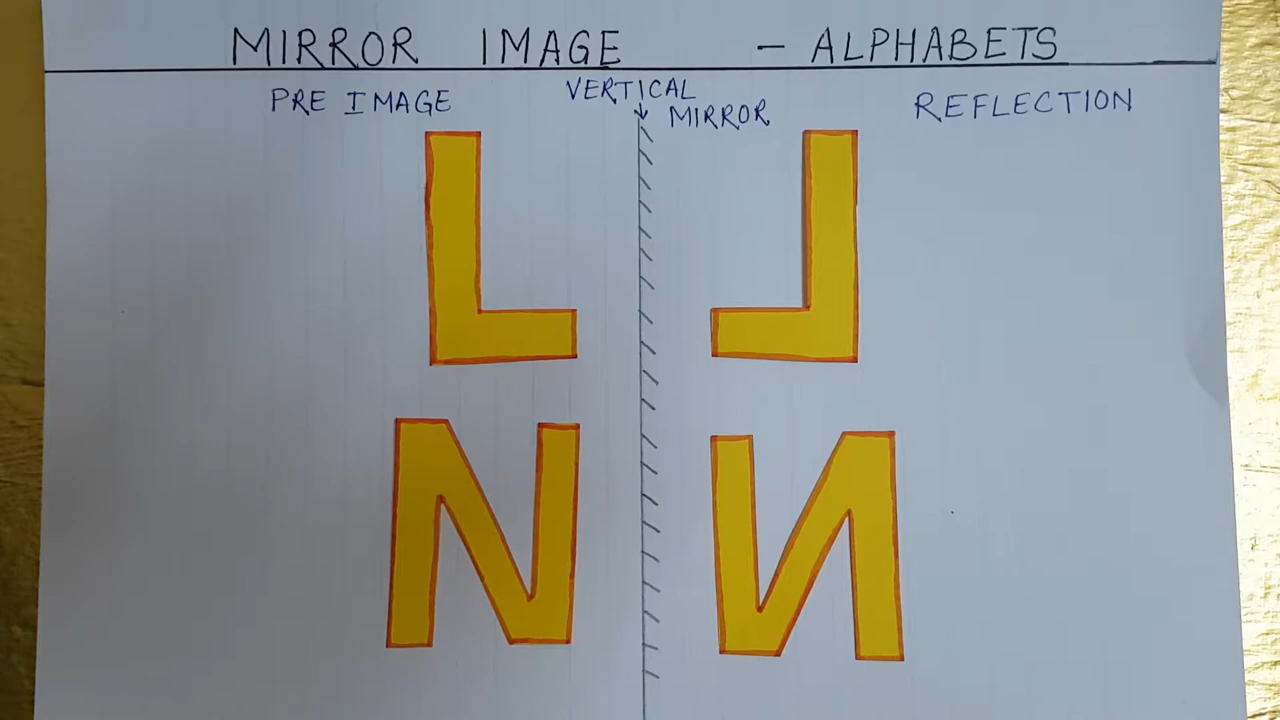 MIRROR IMAGE - ALPHABETS
PRE IMAGE
VERTICAL
MIRROR
REFLECTION
L
N